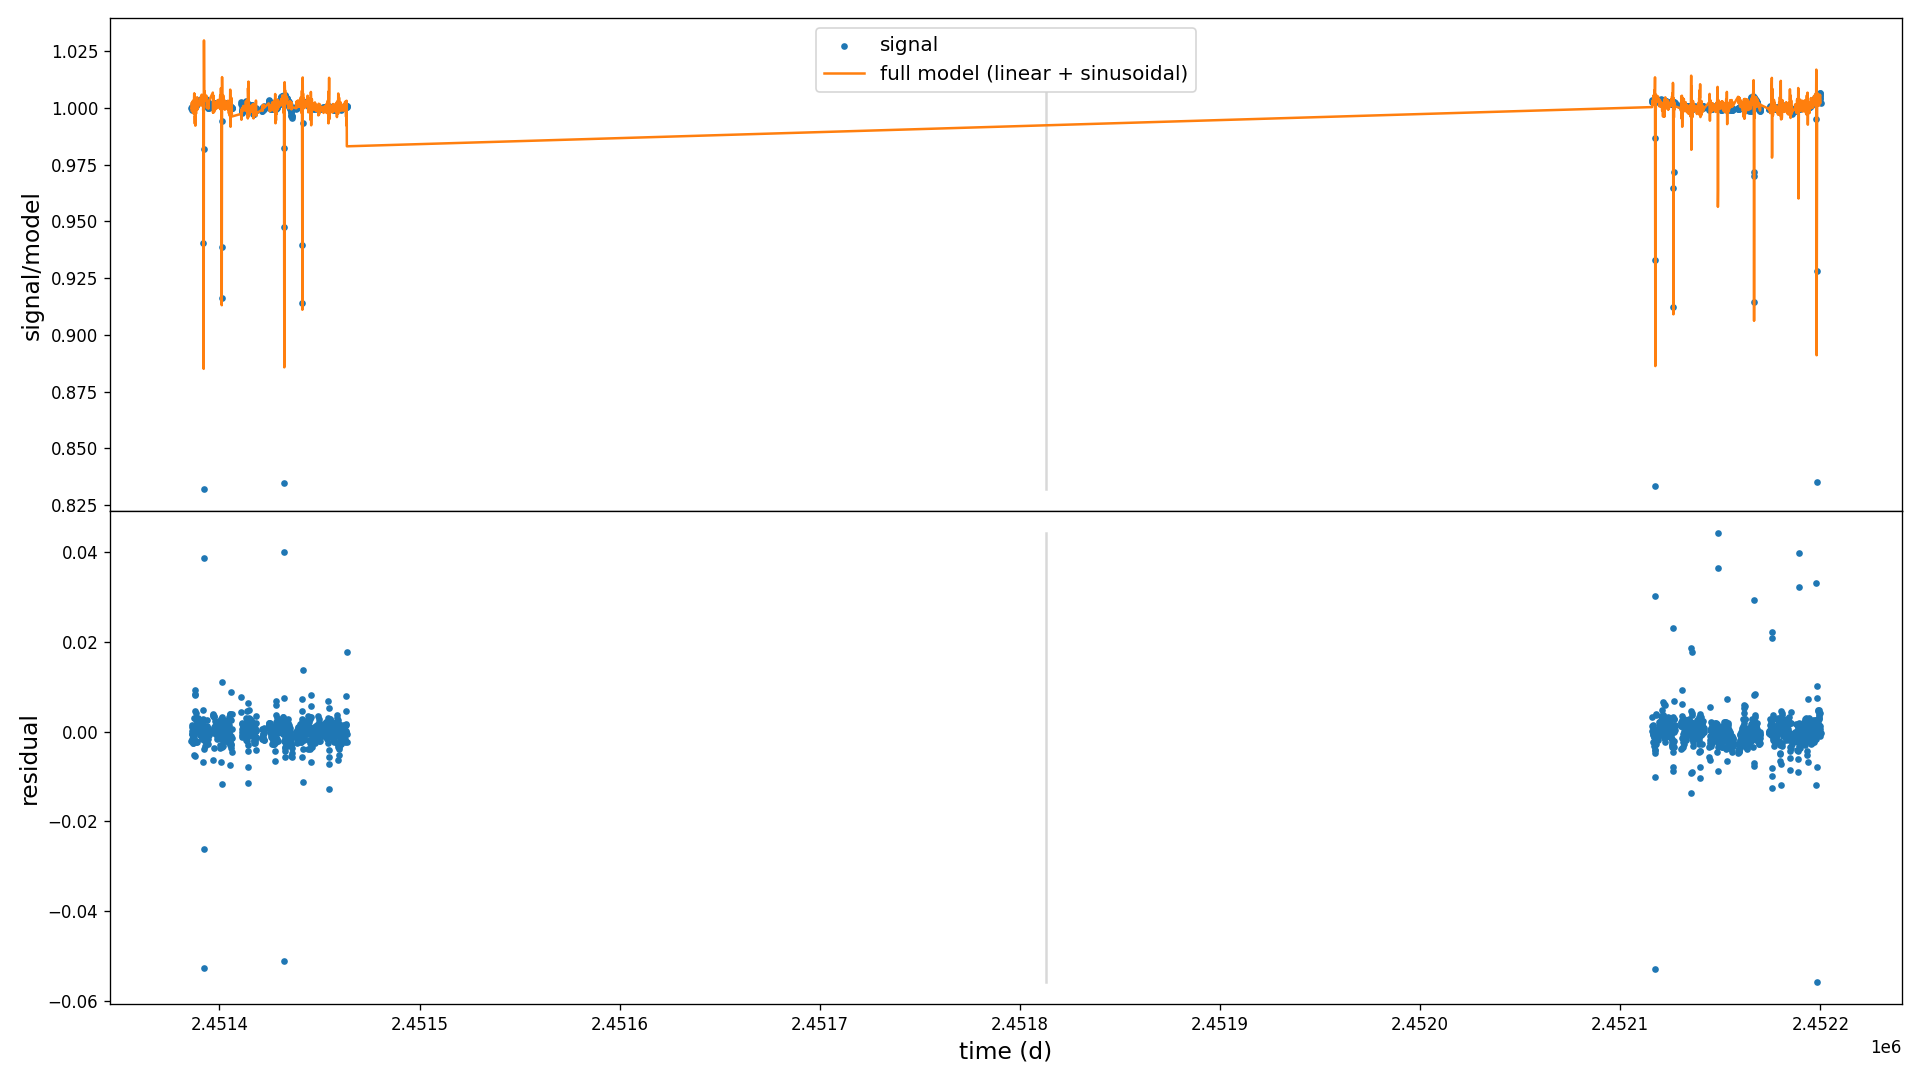 signal
full model (linear + sinusoidal)
signal/model
1.025
1.000
0.975
0.950
0.925
0.900
0.875
0.850
0.825
residual
0.04
0.02
0.00
−0.02
−0.04
−0.06
2.4514 2.4515 2.4516 2.4517 2.4518 2.4519 2.4520 2.4521 2.4522
1e6
time (d)